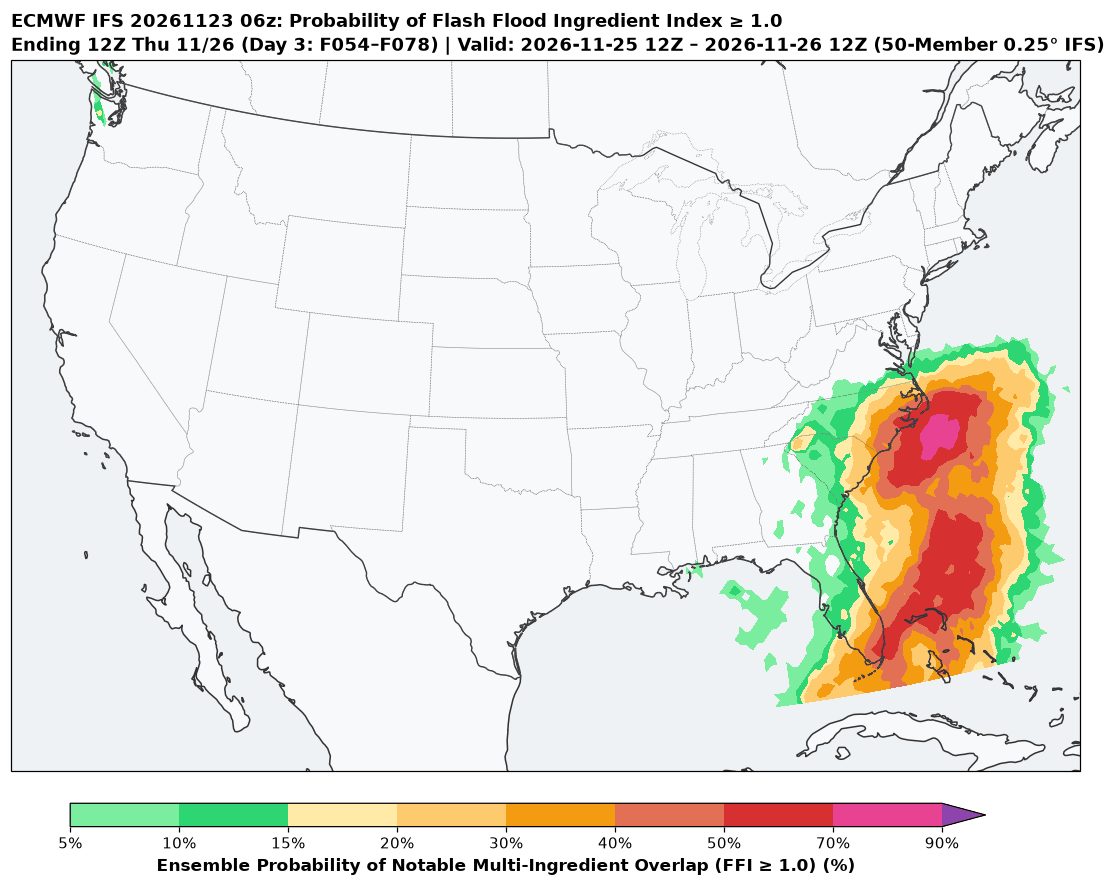 ECMWF IFS 20261123 06z: Probability of Flash Flood Ingredient Index ≥ 1.0
Ending 12Z Thu 11/26 (Day 3: F054–F078) | Valid: 2026-11-25 12Z – 2026-11-26 12Z (50-Member 0.25° IFS)
5% 10% 15% 20% 30% 40% 50% 70% 90%
Ensemble Probability of Notable Multi-Ingredient Overlap (FFI ≥ 1.0) (%)